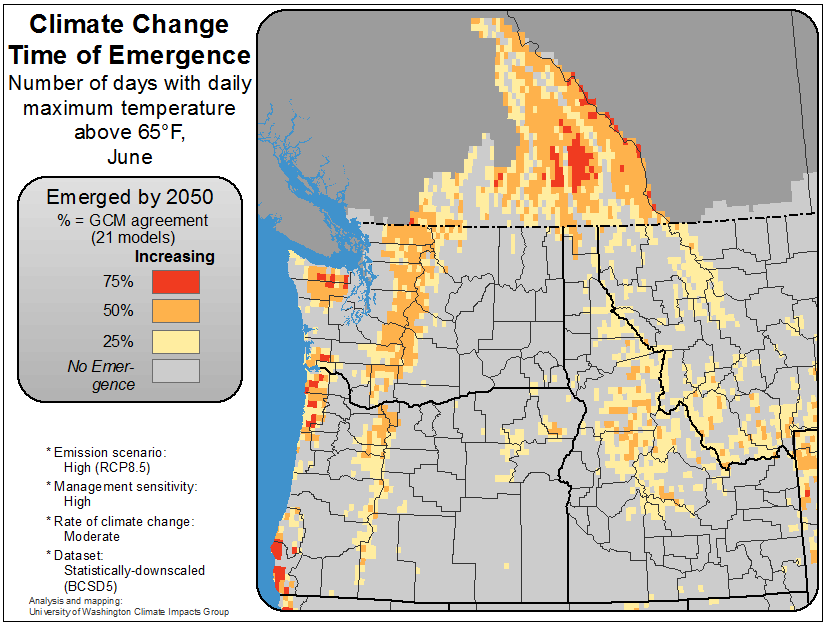 Climate Change
Time of Emergence
Number of days with daily
maximum temperature
above 65°F,
June
Emerged by 2050
% = GCM agreement
(21 models)
Increasing
75%
50%
25%
No Emer-
gence
* Emission scenario:
High (RCP8.5)
* Management sensitivity:
High
* Rate of climate change:
Moderate
* Dataset:
Statistically-downscaled
(BCSD5)
Analysis and mapping:
University of Washington Climate Impacts Group